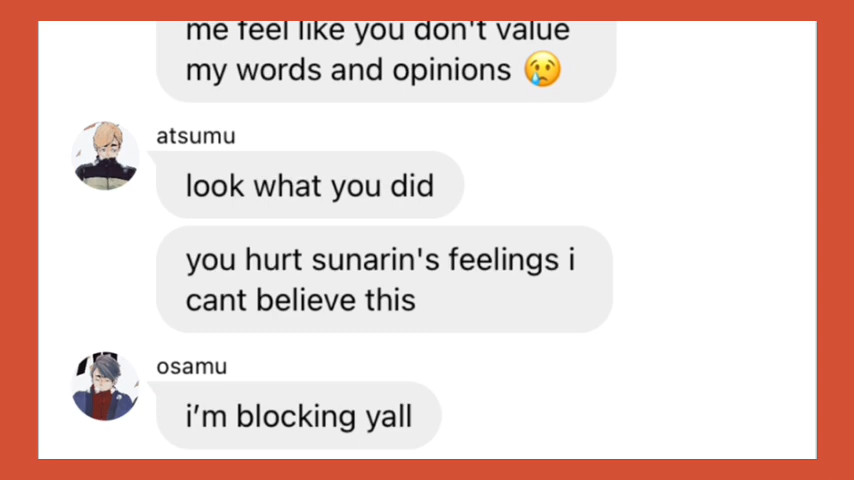 me feel like you don't value
my words and opinions 😢
atsumu
look what you did
you hurt sunarin's feelings i
cant believe this
osamu
i’m blocking yall